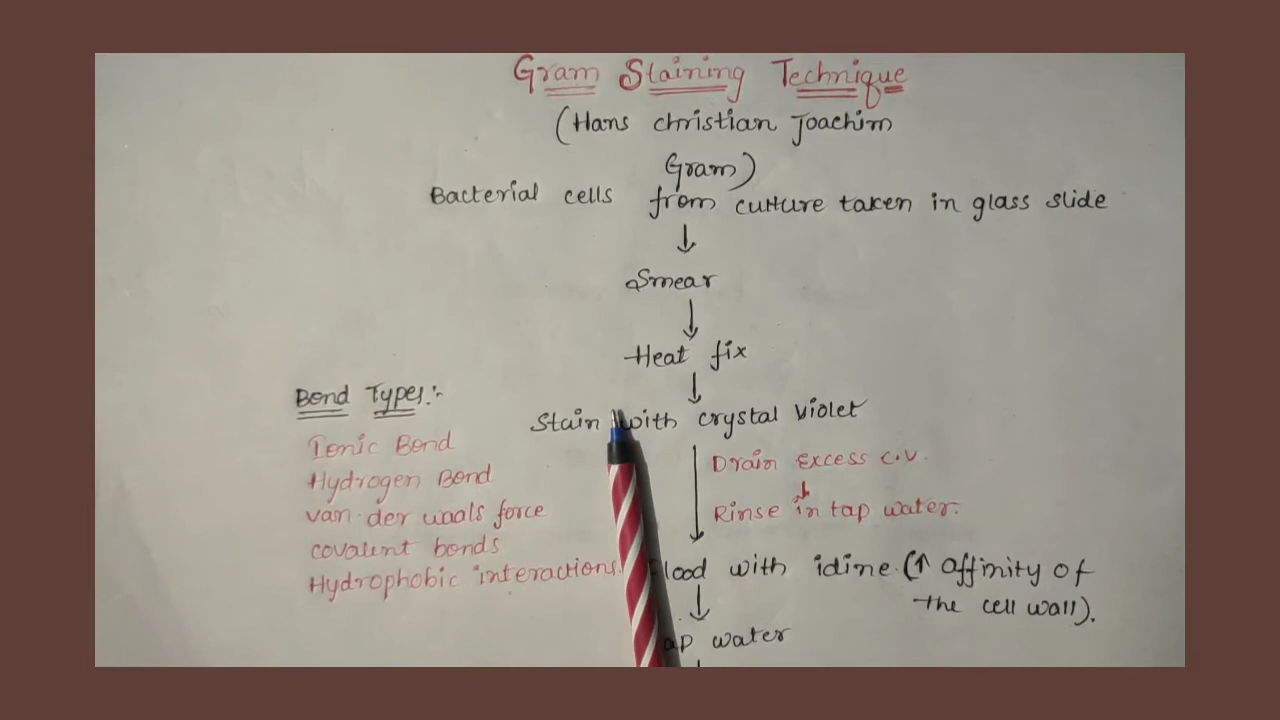 Gram Staining Technique
(Hans christian Joachim
Gram)
Bacterial cells from culture taken in glass slide
↓
Smear
↓
Heat fix
↓
Stain with crystal violet
↓
Drain excess c.v.
↓
Rinse in tap water.
Flood with idine (↑ affinity of
the cell wall).
↓
water
Bond Types:-
Ionic Bond
Hydrogen Bond
van der waals force
covalent bonds
Hydrophobic interactions.